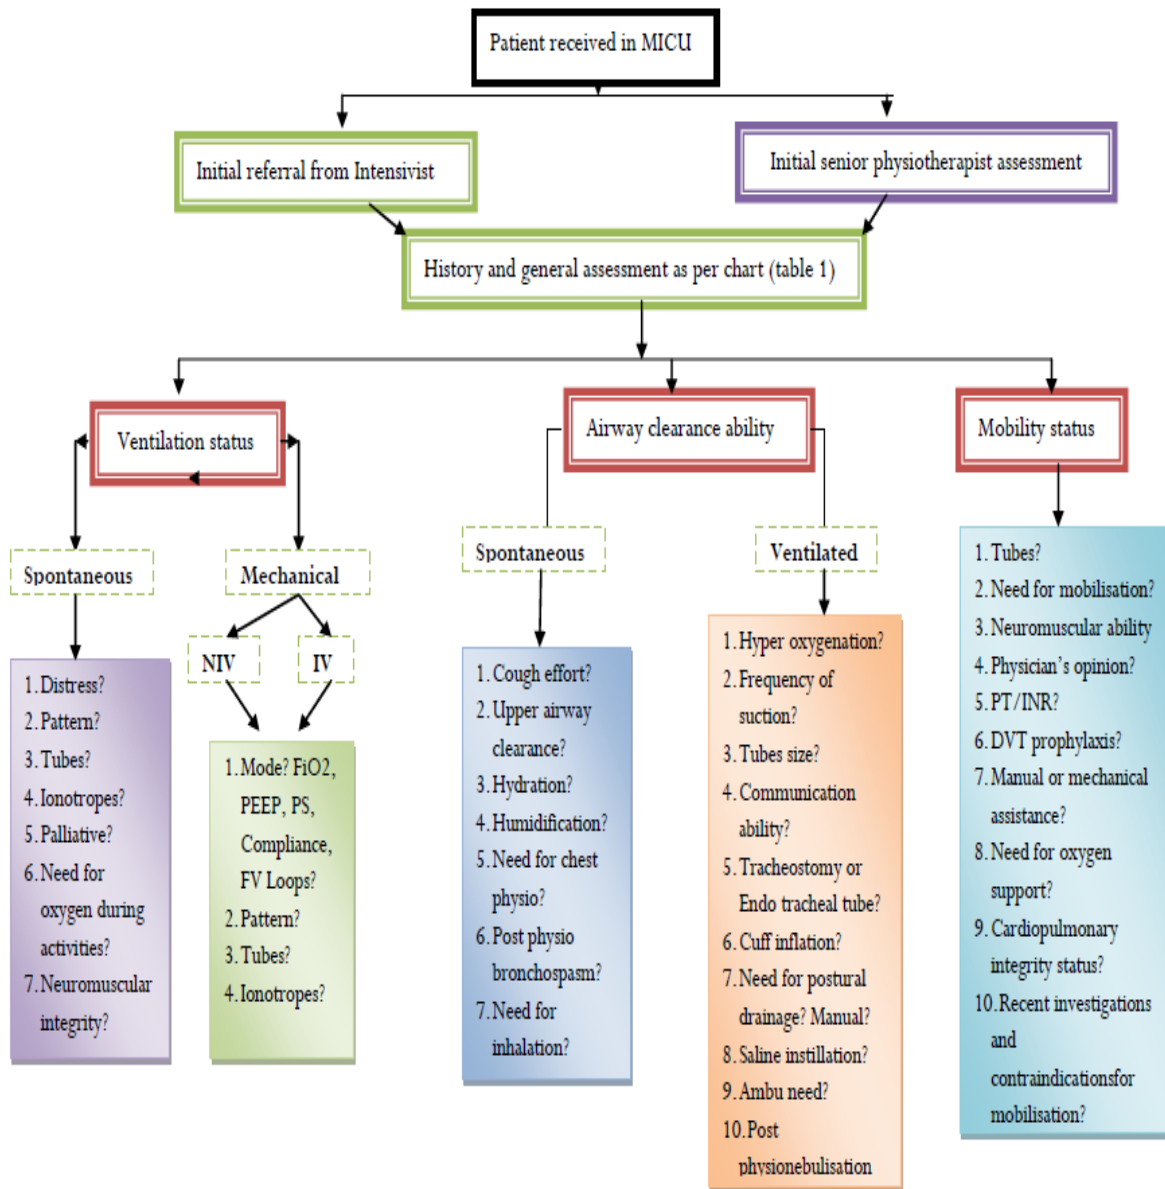 Patient received in MICU
Initial referral from Intensivist
Initial senior physiotherapist assessment
History and general assessment as per chart (table 1)
Ventilation status
Airway clearance ability
Mobility status
Spontaneous
Mechanical
NIV
IV
1. Distress?
2. Pattern?
3. Tubes?
4. Ionotropes?
5. Palliative?
6. Need for
oxygen during
activities?
7. Neuromuscular
integrity?
1. Mode? FiO2,
PEEP, PS,
Compliance,
FV Loops?
2. Pattern?
3. Tubes?
4. Ionotropes?
Spontaneous
Ventilated
1. Cough effort?
2. Upper airway
clearance?
3. Hydration?
4. Humidification?
5. Need for chest
physio?
6. Post physio
bronchospasm?
7. Need for
inhalation?
1. Hyper oxygenation?
2. Frequency of
suction?
3. Tubes size?
4. Communication
ability?
5. Tracheostomy or
Endo tracheal tube?
6. Cuff inflation?
7. Need for postural
drainage? Manual?
8. Saline instillation?
9. Ambu need?
10. Post
physionebulisation
1. Tubes?
2. Need for mobilisation?
3. Neuromuscular ability
4. Physician's opinion?
5. PT/INR?
6. DVT prophylaxis?
7. Manual or mechanical
assistance?
8. Need for oxygen
support?
9. Cardiopulmonary
integrity status?
10. Recent investigations
and
contraindicationsfor
mobilisation?